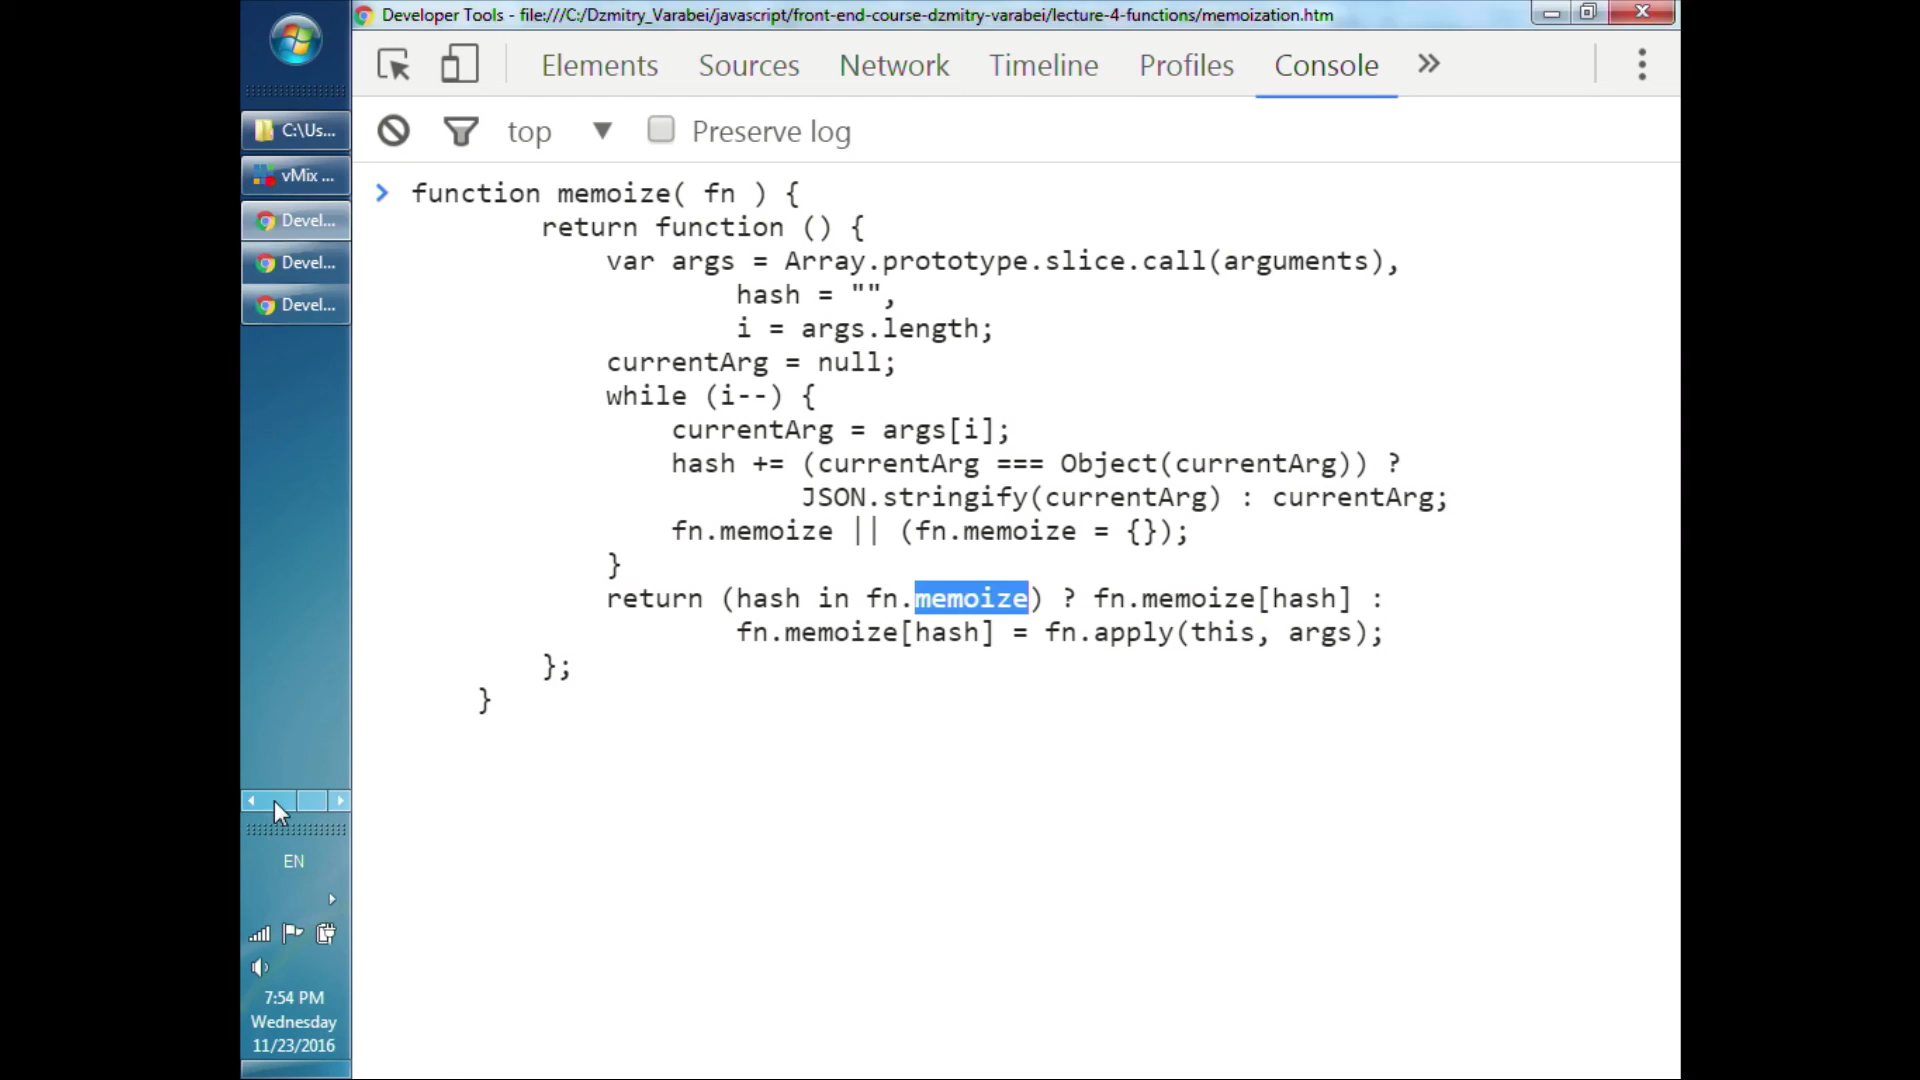 Developer Tools - file:///C:/Dzmitry_Varabei/javascript/front-end-course-dzmitry-varabei/lecture-4-functions/memoization.htm
Elements Sources Network Timeline Profiles Console »
top ▼ Preserve log
C:\Us...
vMix ...
Devel...
Devel...
Devel...
> function memoize( fn ) {
return function () {
var args = Array.prototype.slice.call(arguments),
hash = "",
i = args.length;
currentArg = null;
while (i--) {
currentArg = args[i];
hash += (currentArg === Object(currentArg)) ?
JSON.stringify(currentArg) : currentArg;
fn.memoize || (fn.memoize = {});
}
return (hash in fn.memoize) ? fn.memoize[hash] :
fn.memoize[hash] = fn.apply(this, args);
};
}
EN
7:54 PM
Wednesday
11/23/2016